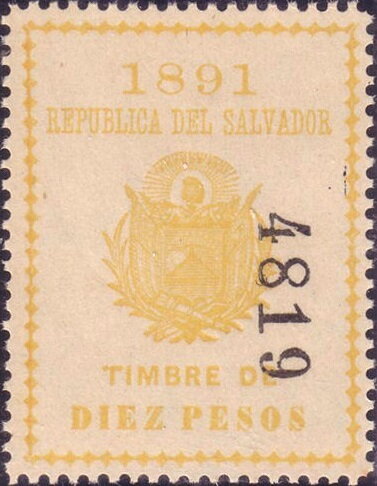 1891
REPUBLICA DEL SALVADOR
4819
TIMBRE DE
DIEZ PESOS